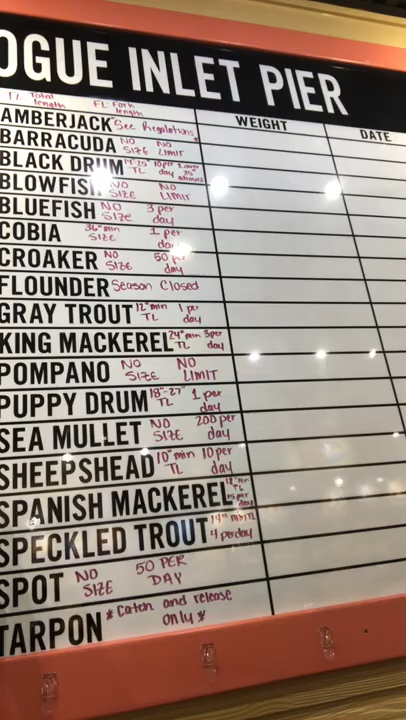 OGUE INLET PIER
TL Total length FL Fork length
WEIGHT DATE
AMBERJACK *See Regulations*
BARRACUDA NO SIZE NO LIMIT
BLACK DRUM 14"-25" TL 10 per day 1 over 25" allowed
BLOWFISH NO SIZE NO LIMIT
BLUEFISH NO SIZE 3 per day
COBIA 36" min SIZE 1 per day
CROAKER NO SIZE 50 per day
FLOUNDER Season Closed
GRAY TROUT 12" min TL 1 per day
KING MACKEREL 24" min TL 3 per day
POMPANO NO SIZE NO LIMIT
PUPPY DRUM 18"-27" TL 1 per day
SEA MULLET NO SIZE 200 per day
SHEEPSHEAD 10" min TL 10 per day
SPANISH MACKEREL 12" min TL 15 per day
SPECKLED TROUT 14" min TL 4 per day
SPOT NO SIZE 50 PER DAY
TARPON *Catch and release only*